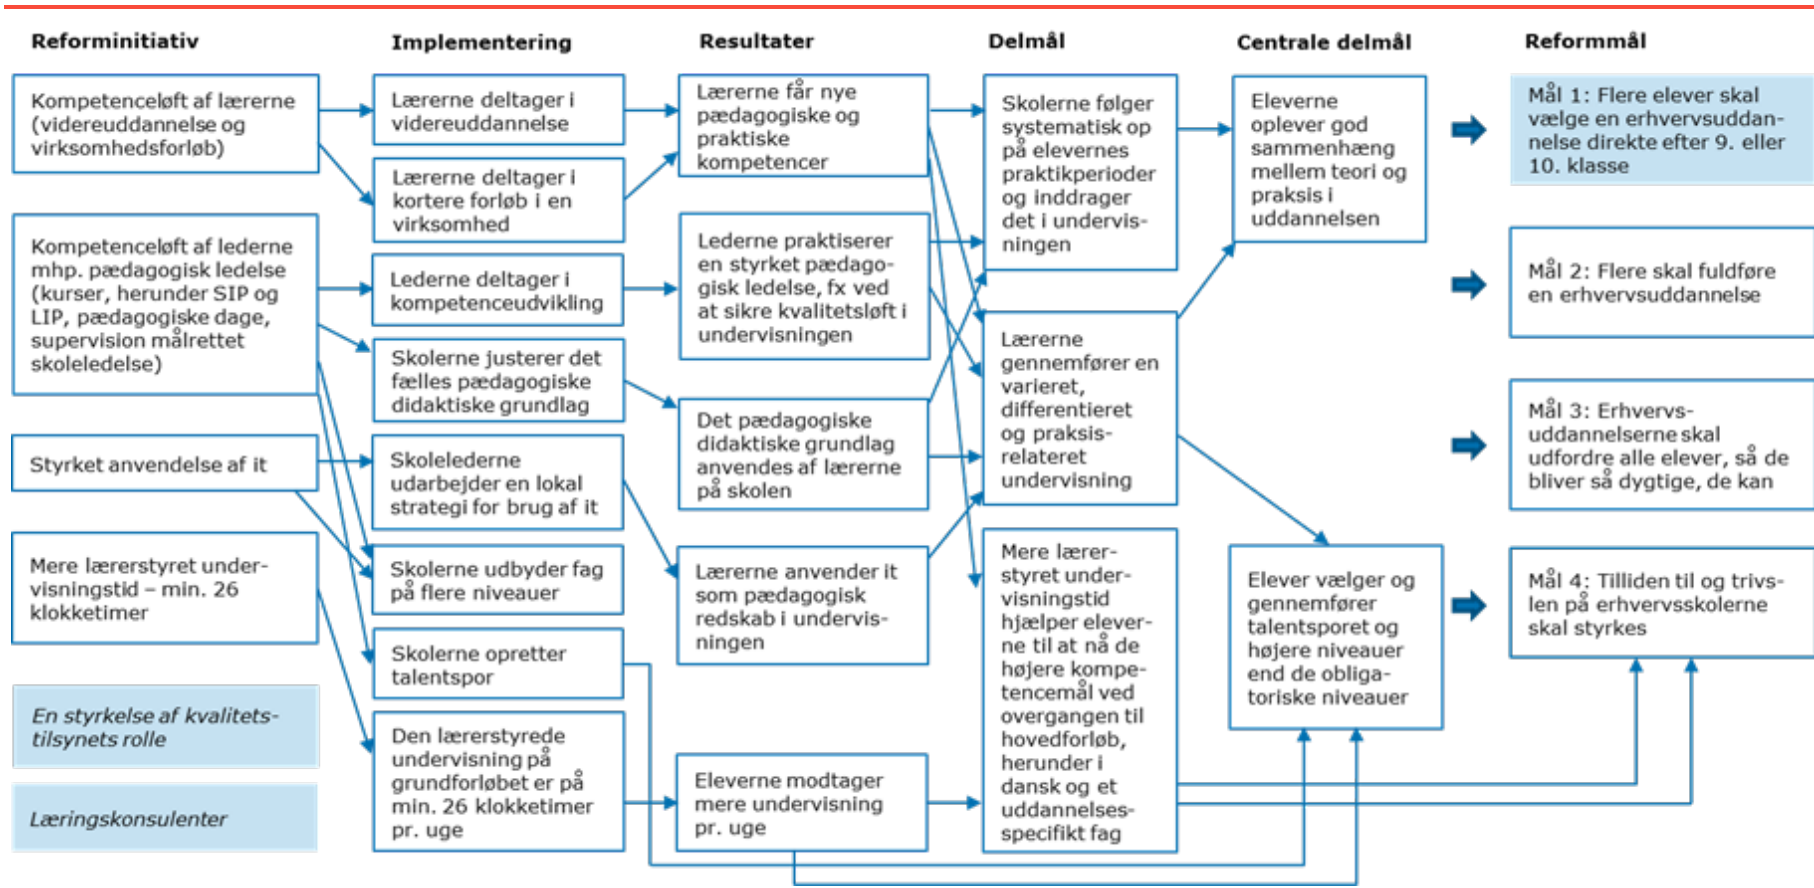 Reforminitiativ
Implementering
Resultater
Delmål
Centrale delmål
Reformmål
Kompetenceløft af lærerne
(videreuddannelse og
virksomhedsforløb)
Kompetenceløft af lederne
mhp. pædagogisk ledelse
(kurser, herunder SIP og
LIP, pædagogiske dage,
supervision målrettet
skoleledelse)
Styrket anvendelse af it
Mere lærerstyret under-
visningstid – min. 26
klokketimer
En styrkelse af kvalitets-
tilsynets rolle
Læringskonsulenter
Lærerne deltager i
videreuddannelse
Lærerne deltager i
kortere forløb i en
virksomhed
Lederne deltager i
kompetenceudvikling
Skolerne justerer det
fælles pædagogiske
didaktiske grundlag
Skolelederne
udarbejder en lokal
strategi for brug af it
Skolerne udbyder fag
på flere niveauer
Skolerne opretter
talentspor
Den lærerstyrede
undervisning på
grundforløbet er på
min. 26 klokketimer
pr. uge
Lærerne får nye
pædagogiske og
praktiske
kompetencer
Lederne praktiserer
en styrket pædago-
gisk ledelse, fx ved
at sikre kvalitetsløft i
undervisningen
Det pædagogiske
didaktiske grundlag
anvendes af lærerne
på skolen
Lærerne anvender it
som pædagogisk
redskab i undervis-
ningen
Eleverne modtager
mere undervisning
pr. uge
Skolerne følger
systematisk op
på elevernes
praktikperioder
og inddrager
det i undervis-
ningen
Lærerne
gennemfører en
varieret,
differentieret
og praksis-
relateret
undervisning
Mere lærer-
styret under-
visningstid
hjælper elever-
ne til at nå de
højere kompe-
tencemål ved
overgangen til
hovedforløb,
herunder i
dansk og et
uddannelses-
specifikt fag
Eleverne
oplever god
sammenhæng
mellem teori og
praksis i
uddannelsen
Elever vælger og
gennemfører
talentsporet og
højere niveauer
end de obliga-
toriske niveauer
Mål 1: Flere elever skal
vælge en erhvervsuddan-
nelse direkte efter 9. eller
10. klasse
Mål 2: Flere skal fuldføre
en erhvervsuddannelse
Mål 3: Erhvervs-
uddannelserne skal
udfordre alle elever, så de
bliver så dygtige, de kan
Mål 4: Tilliden til og trivs-
len på erhvervsskolerne
skal styrkes